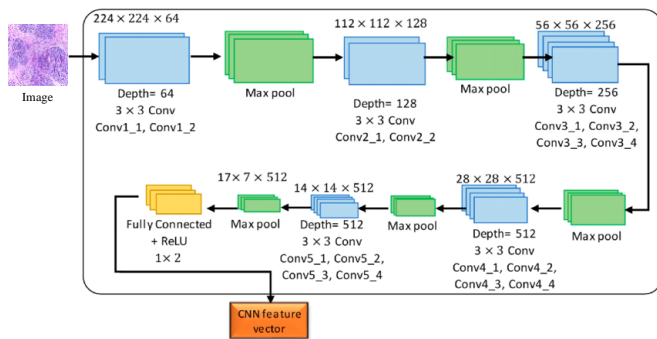 224 × 224 × 64
112 × 112 × 128
56 × 56 × 256
Image
Depth= 64
3 × 3 Conv
Conv1_1, Conv1_2
Max pool
Depth= 128
3 × 3 Conv
Conv2_1, Conv2_2
Max pool
Depth= 256
3 × 3 Conv
Conv3_1, Conv3_2,
Conv3_3, Conv3_4
17× 7 × 512
14 × 14 × 512
28 × 28 × 512
Fully Connected
+ ReLU
1× 2
Max pool
Depth= 512
3 × 3 Conv
Conv5_1, Conv5_2,
Conv5_3, Conv5_4
Max pool
Depth= 512
3 × 3 Conv
Conv4_1, Conv4_2,
Conv4_3, Conv4_4
Max pool
CNN feature
vector